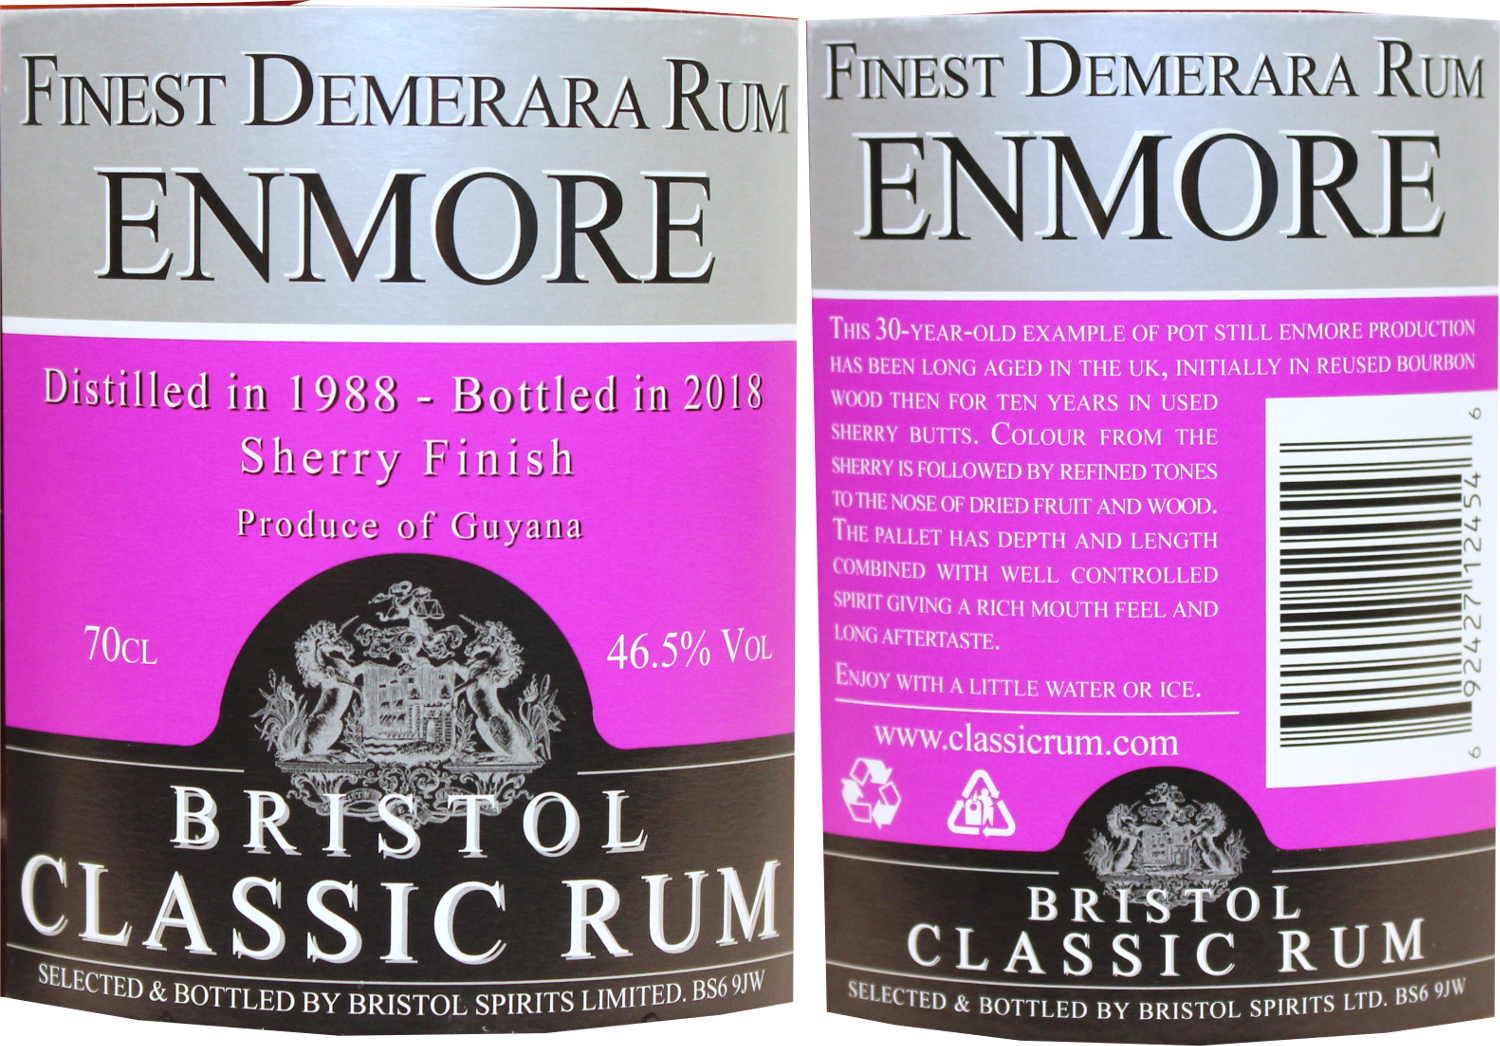 FINEST DEMERARA RUM
ENMORE
Distilled in 1988 - Bottled in 2018
Sherry Finish
Produce of Guyana
70CL
46.5% VOL
BRISTOL
CLASSIC RUM
SELECTED & BOTTLED BY BRISTOL SPIRITS LIMITED. BS6 9JW
FINEST DEMERARA RUM
ENMORE
THIS 30-YEAR-OLD EXAMPLE OF POT STILL ENMORE PRODUCTION
HAS BEEN LONG AGED IN THE UK, INITIALLY IN REUSED BOURBON
WOOD THEN FOR TEN YEARS IN USED
SHERRY BUTTS. COLOUR FROM THE
SHERRY IS FOLLOWED BY REFINED TONES
TO THE NOSE OF DRIED FRUIT AND WOOD.
THE PALLET HAS DEPTH AND LENGTH
COMBINED WITH WELL CONTROLLED
SPIRIT GIVING A RICH MOUTH FEEL AND
LONG AFTERTASTE.
ENJOY WITH A LITTLE WATER OR ICE.
www.classicrum.com
6 92427 12454 6
BRISTOL
CLASSIC RUM
SELECTED & BOTTLED BY BRISTOL SPIRITS LTD. BS6 9JW